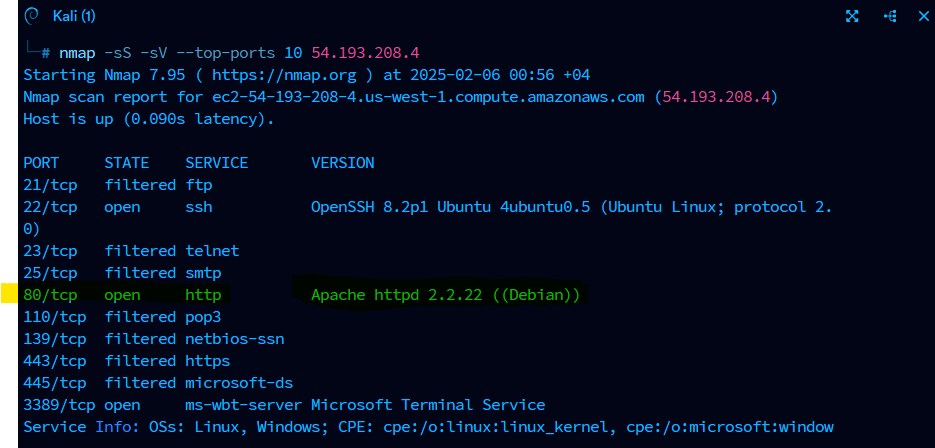 Kali (1)
└─# nmap -sS -sV --top-ports 10 54.193.208.4
Starting Nmap 7.95 ( https://nmap.org ) at 2025-02-06 00:56 +04
Nmap scan report for ec2-54-193-208-4.us-west-1.compute.amazonaws.com (54.193.208.4)
Host is up (0.090s latency).
PORT     STATE    SERVICE       VERSION
21/tcp   filtered ftp
22/tcp   open     ssh           OpenSSH 8.2p1 Ubuntu 4ubuntu0.5 (Ubuntu Linux; protocol 2.
0)
23/tcp   filtered telnet
25/tcp   filtered smtp
80/tcp   open     http          Apache httpd 2.2.22 ((Debian))
110/tcp  filtered pop3
139/tcp  filtered netbios-ssn
443/tcp  filtered https
445/tcp  filtered microsoft-ds
3389/tcp open     ms-wbt-server Microsoft Terminal Service
Service Info: OSs: Linux, Windows; CPE: cpe:/o:linux:linux_kernel, cpe:/o:microsoft:window